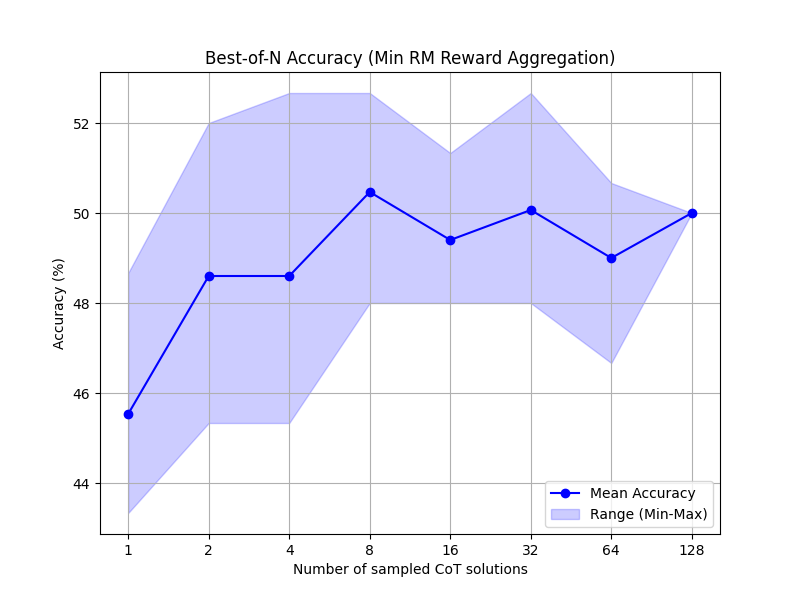 Best-of-N Accuracy (Min RM Reward Aggregation)
Accuracy (%)
52
50
48
46
44
1 2 4 8 16 32 64 128
Number of sampled CoT solutions
Mean Accuracy
Range (Min-Max)